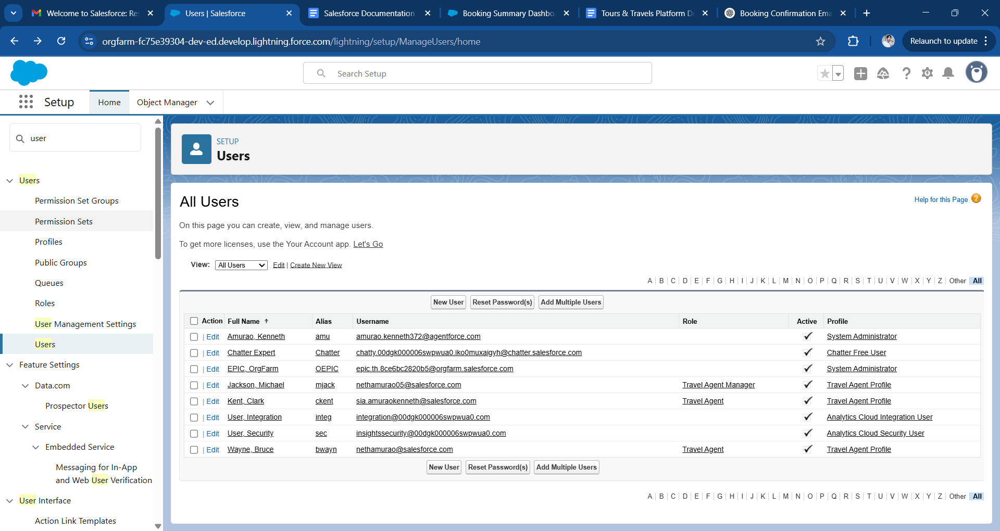 Welcome to Salesforce: Re
Users | Salesforce
Salesforce Documentation
Booking Summary Dashbo
Tours & Travels Platform D
Booking Confirmation Ema
orgfarm-fc75e39304-dev-ed.develop.lightning.force.com/lightning/setup/ManageUsers/home
Relaunch to update
Search Setup
Setup
Home
Object Manager
user
Users
Permission Set Groups
Permission Sets
Profiles
Public Groups
Queues
Roles
User Management Settings
Users
Feature Settings
Data.com
Prospector Users
Service
Embedded Service
Messaging for In-App
and Web User Verification
User Interface
Action Link Templates
SETUP
Users
All Users
Help for this Page ?
On this page you can create, view, and manage users.
To get more licenses, use the Your Account app. Let's Go
View: All Users Edit | Create New View
A | B | C | D | E | F | G | H | I | J | K | L | M | N | O | P | Q | R | S | T | U | V | W | X | Y | Z | Other | All
New User Reset Password(s) Add Multiple Users
Action Full Name Alias Username Role Active Profile
| Edit Amurao, Kenneth amu amurao.kenneth372@agentforce.com System Administrator
| Edit Chatter Expert Chatter chatty.00dgk000006swpwua0.iko0muxaigyh@chatter.salesforce.com Chatter Free User
| Edit EPIC, OrgFarm OEPIC epic.th.8ce6bc2820b5@orgfarm.salesforce.com System Administrator
| Edit Jackson, Michael mjack nethamurao05@salesforce.com Travel Agent Manager Travel Agent Profile
| Edit Kent, Clark ckent sia.amuraokenneth@salesforce.com Travel Agent Travel Agent Profile
| Edit User, Integration integ integration@00dgk000006swpwua0.com Analytics Cloud Integration User
| Edit User, Security sec insightssecurity@00dgk000006swpwua0.com Analytics Cloud Security User
| Edit Wayne, Bruce bwayn nethamurao@salesforce.com Travel Agent Travel Agent Profile
New User Reset Password(s) Add Multiple Users
A | B | C | D | E | F | G | H | I | J | K | L | M | N | O | P | Q | R | S | T | U | V | W | X | Y | Z | Other | All